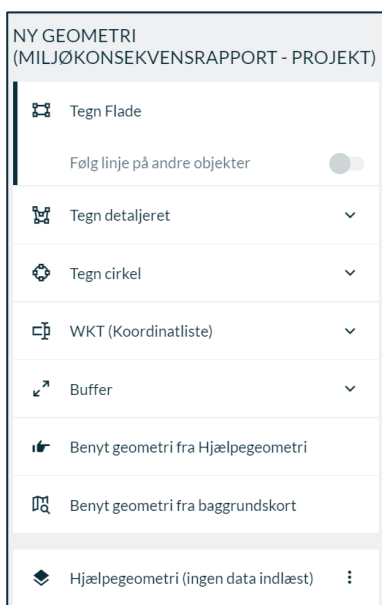 NY GEOMETRI
(MILJØKONSEKVENSRAPPORT - PROJEKT)
Tegn Flade
Følg linje på andre objekter
Tegn detaljeret
Tegn cirkel
WKT (Koordinatliste)
Buffer
Benyt geometri fra Hjælpegeometri
Benyt geometri fra baggrundskort
Hjælpegeometri (ingen data indlæst)